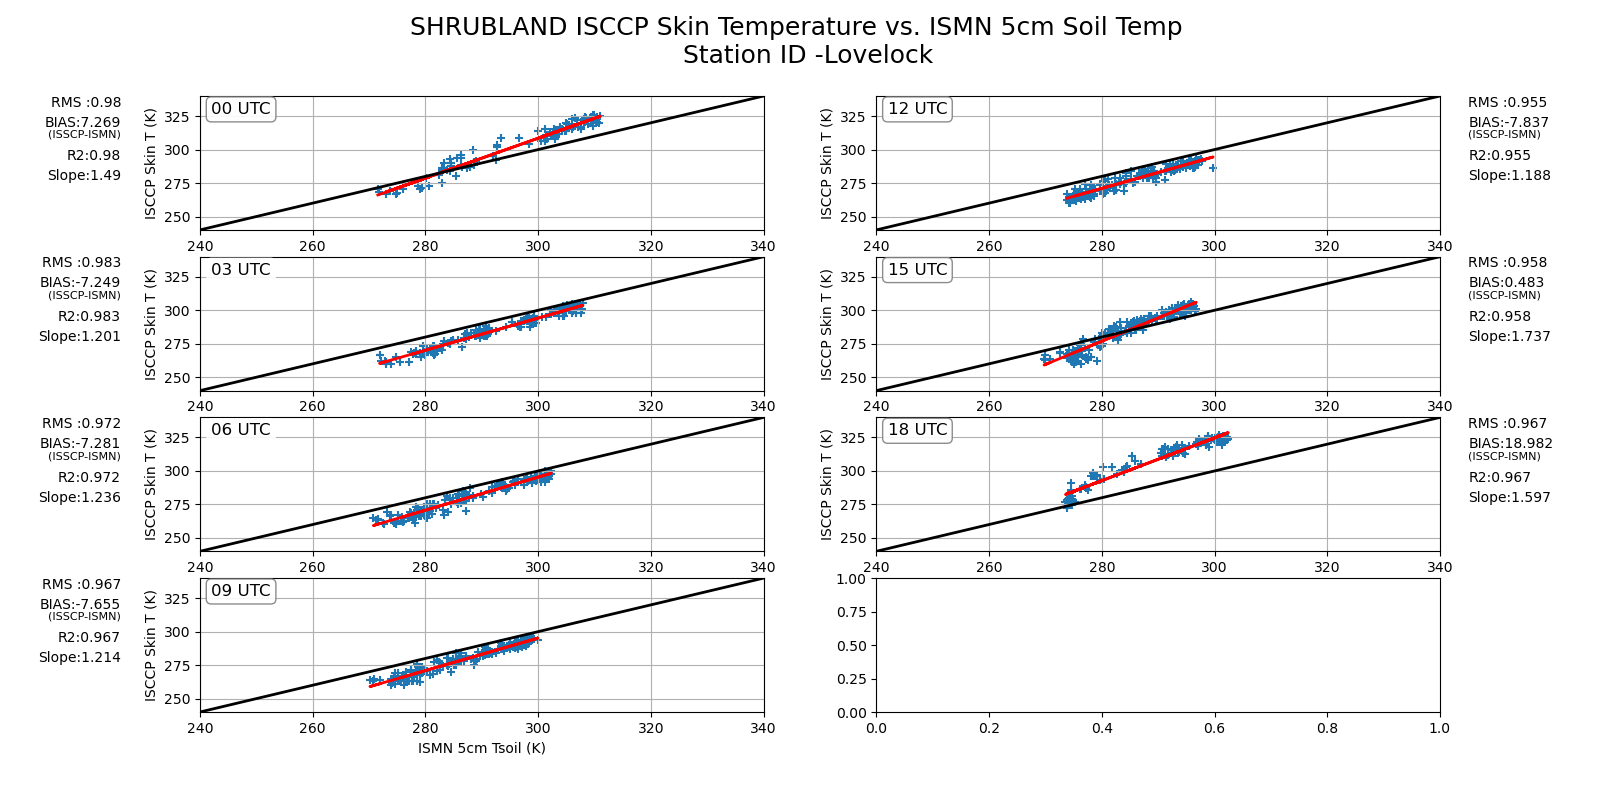 SHRUBLAND ISCCP Skin Temperature vs. ISMN 5cm Soil Temp
Station ID -Lovelock
RMS :0.98
BIAS:7.269
(ISSCP-ISMN)
R2:0.98
Slope:1.49
ISCCP Skin T (K)
00 UTC
325
300
275
250
240 260 280 300 320 340
RMS :0.983
BIAS:-7.249
(ISSCP-ISMN)
R2:0.983
Slope:1.201
ISCCP Skin T (K)
03 UTC
325
300
275
250
240 260 280 300 320 340
RMS :0.972
BIAS:-7.281
(ISSCP-ISMN)
R2:0.972
Slope:1.236
ISCCP Skin T (K)
06 UTC
325
300
275
250
240 260 280 300 320 340
RMS :0.967
BIAS:-7.655
(ISSCP-ISMN)
R2:0.967
Slope:1.214
ISCCP Skin T (K)
09 UTC
325
300
275
250
240 260 280 300 320 340
ISMN 5cm Tsoil (K)
ISCCP Skin T (K)
12 UTC
325
300
275
250
240 260 280 300 320 340
RMS :0.955
BIAS:-7.837
(ISSCP-ISMN)
R2:0.955
Slope:1.188
ISCCP Skin T (K)
15 UTC
325
300
275
250
240 260 280 300 320 340
RMS :0.958
BIAS:0.483
(ISSCP-ISMN)
R2:0.958
Slope:1.737
ISCCP Skin T (K)
18 UTC
325
300
275
250
240 260 280 300 320 340
RMS :0.967
BIAS:18.982
(ISSCP-ISMN)
R2:0.967
Slope:1.597
1.00
0.75
0.50
0.25
0.00
0.0 0.2 0.4 0.6 0.8 1.0